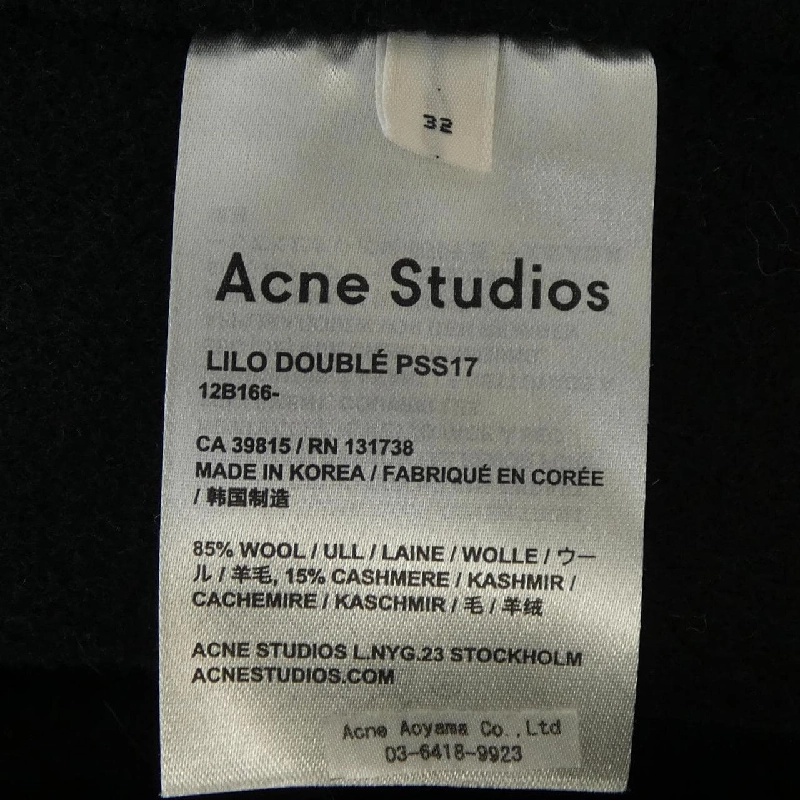 32
Acne Studios
LILO DOUBLÉ PSS17
12B166-
CA 39815 / RN 131738
MADE IN KOREA / FABRIQUÉ EN CORÉE
/ 韩国制造
85% WOOL / ULL / LAINE / WOLLE / ウー
ル / 羊毛, 15% CASHMERE / KASHMIR /
CACHEMIRE / KASCHMIR / 毛 / 羊绒
ACNE STUDIOS L.NYG.23 STOCKHOLM
ACNESTUDIOS.COM
Acne Aoyama Co.,Ltd
03-6418-9923